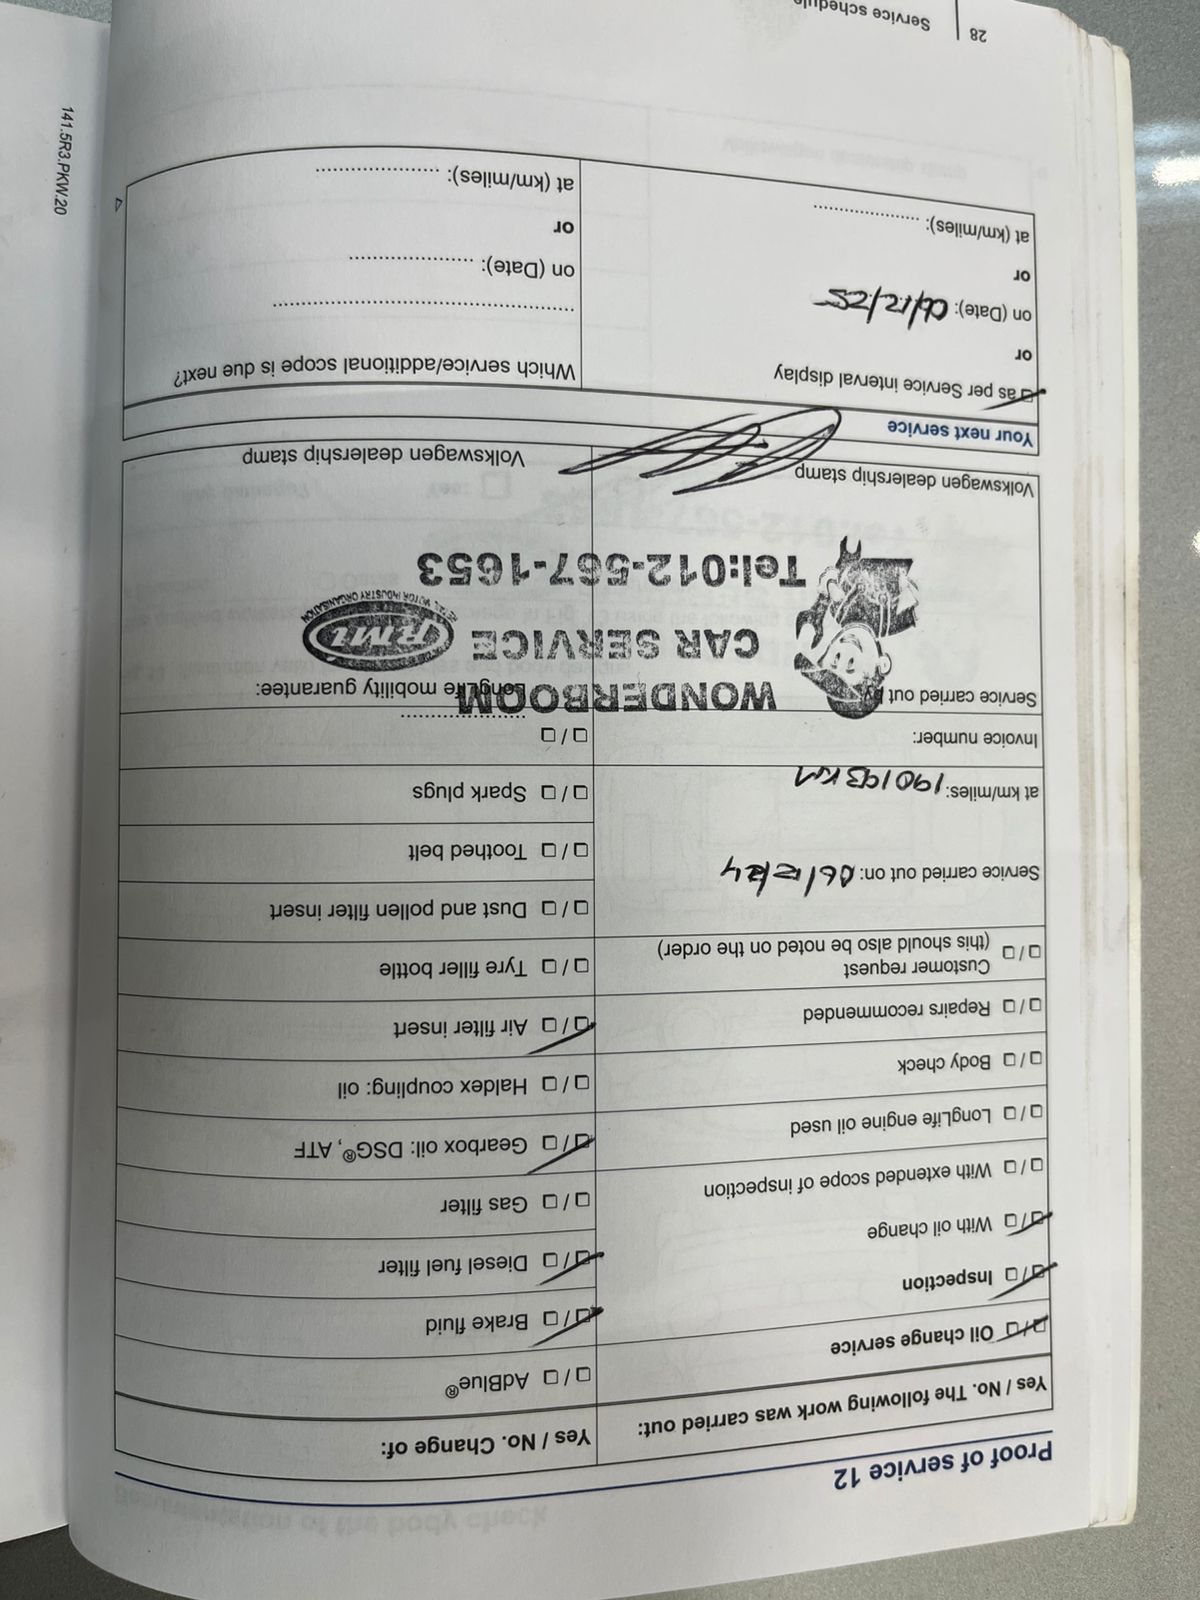 Proof of service 12
Yes / No. The following work was carried out:
Oil change service
Inspection
With oil change
With extended scope of inspection
LongLife engine oil used
Body check
Repairs recommended
Customer request
(this should also be noted on the order)
Service carried out on: 06/12/24
at km/miles: 190193 KM
Invoice number:
Service carried out by
Volkswagen dealership stamp
Yes / No. Change of:
AdBlue®
Brake fluid
Diesel fuel filter
Gas filter
Gearbox oil: DSG®, ATF
Haldex coupling: oil
Air filter insert
Tyre filler bottle
Dust and pollen filter insert
Toothed belt
Spark plugs
LongLife mobility guarantee:
Volkswagen dealership stamp
WONDERBOOM
CAR SERVICE
RMI
RETAIL MOTOR INDUSTRY ORGANISATION
Tel:012-567-1653
Your next service
as per Service interval display
or
on (Date): 06/12/25
or
at (km/miles):
Which service/additional scope is due next?
on (Date):
or
at (km/miles):
28
Service schedule
141.5R3.PKW.20